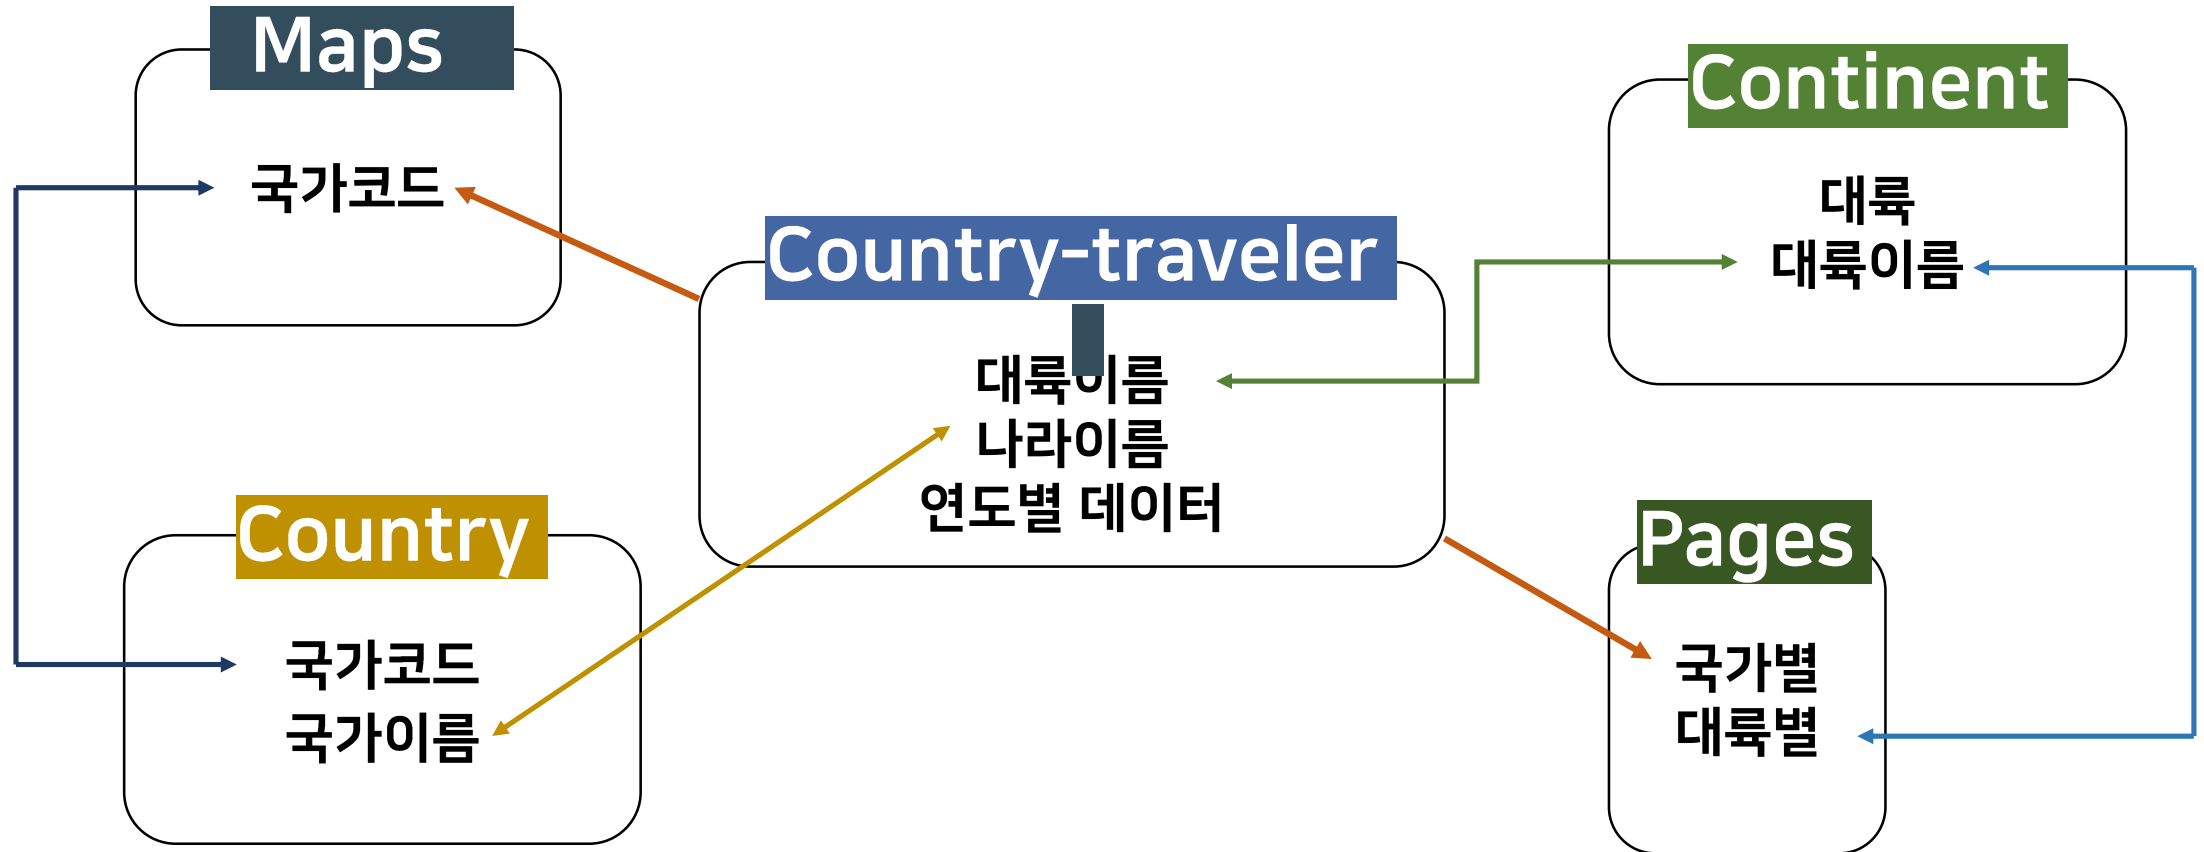 Maps
국가코드
Country-traveler
대륙이름
나라이름
연도별 데이터
Continent
대륙
대륙이름
Country
국가코드
국가이름
Pages
국가별
대륙별